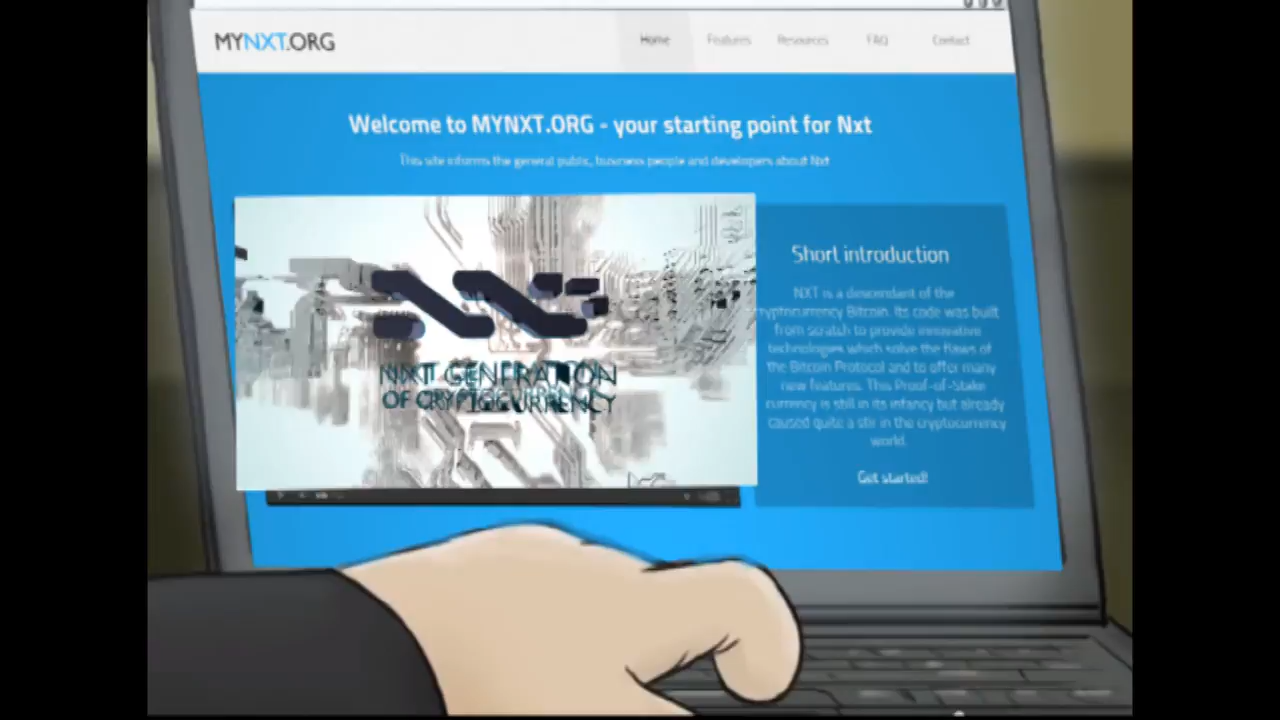 MYNXT.ORG
Home Features Resources FAQ Contact
Welcome to MYNXT.ORG - your starting point for Nxt
This site informs the general public, business people and developers about Nxt
NXT GENERATION
OF CRYPTOCURRENCY
Short introduction
NXT is a descendant of the
ryptocurrency Bitcoin. Its code was built
from scratch to provide innovative
technologies which solve the flaws of
the Bitcoin Protocol and to offer many
new features. This Proof-of-Stake
currency is still in its infancy but already
caused quite a stir in the cryptocurrency
world.
Get started!